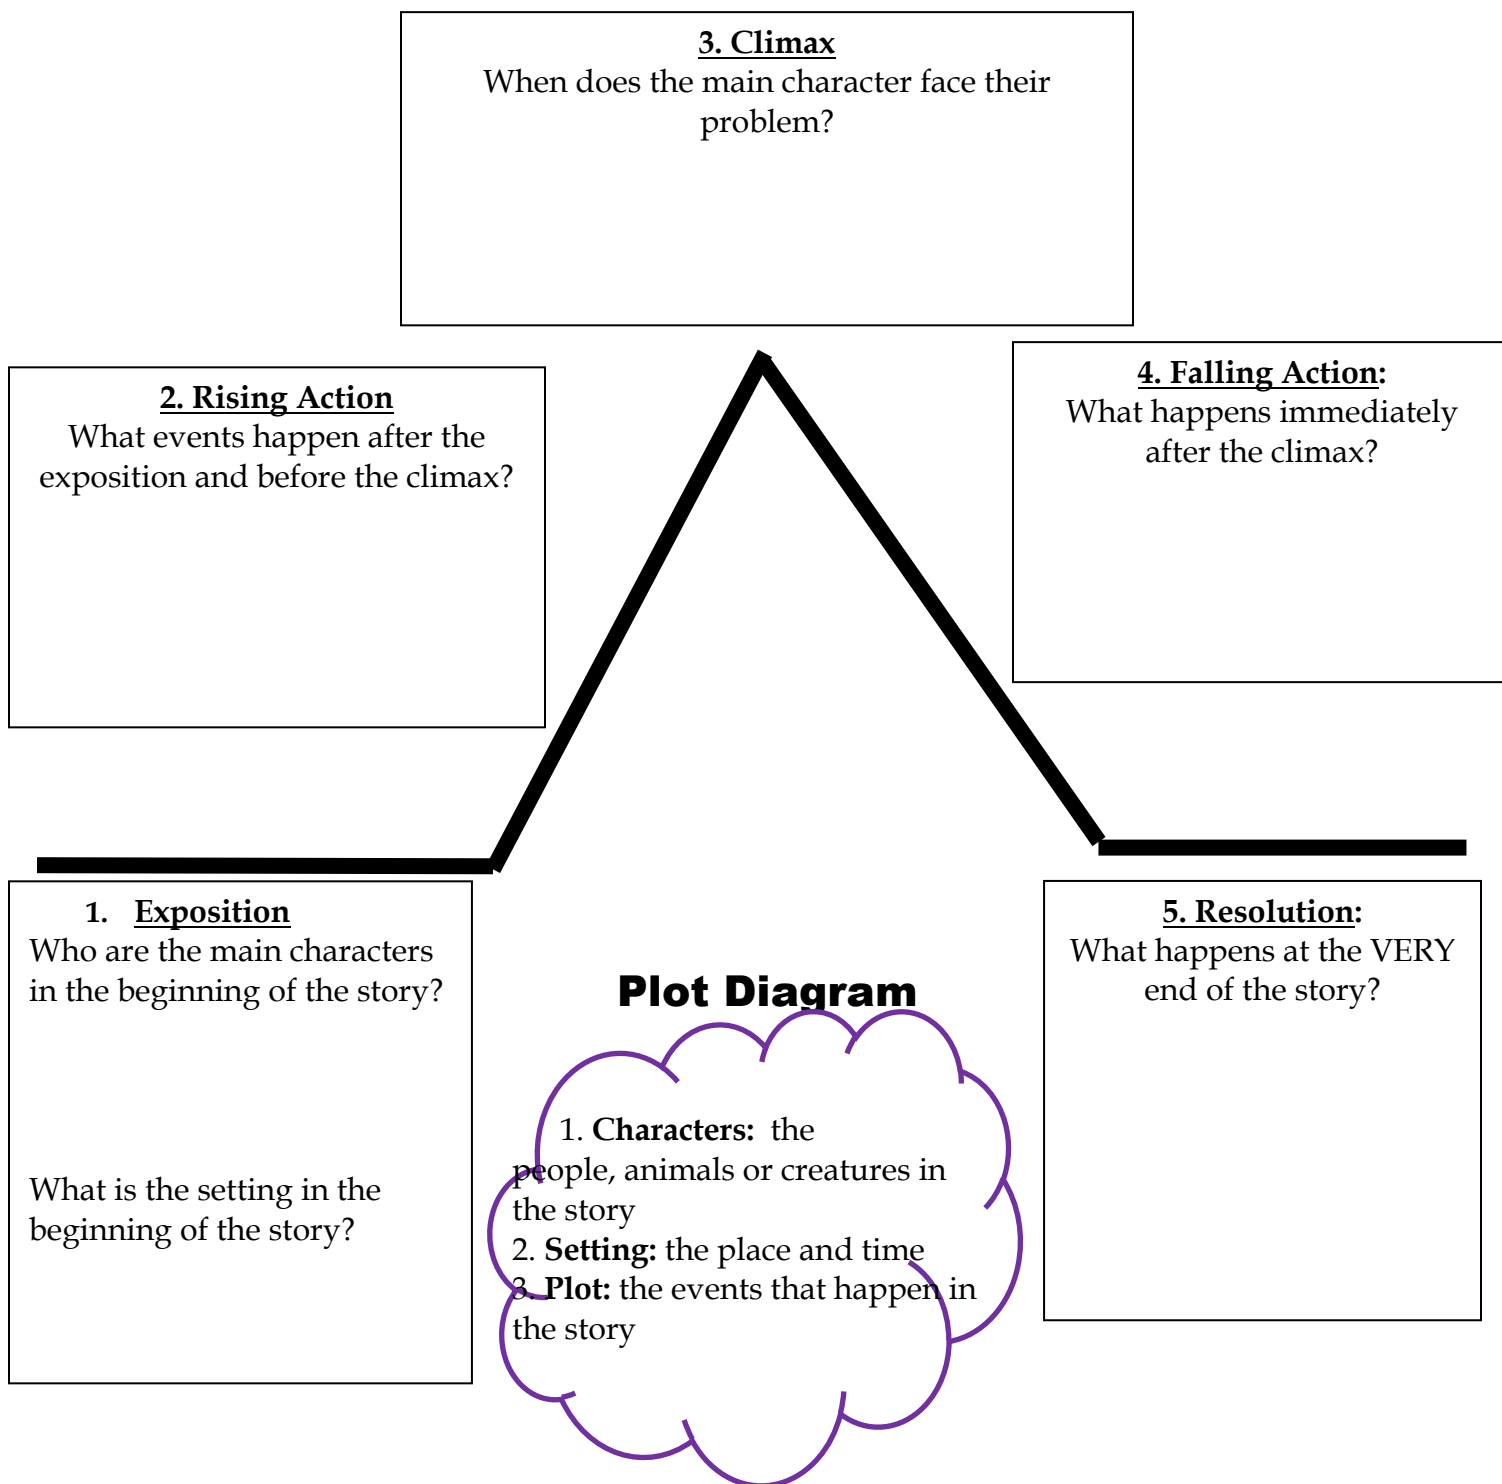 3. Climax
When does the main character face their
problem?
2. Rising Action
What events happen after the
exposition and before the climax?
4. Falling Action:
What happens immediately
after the climax?
1. Exposition
Who are the main characters
in the beginning of the story?
What is the setting in the
beginning of the story?
5. Resolution:
What happens at the VERY
end of the story?
Plot Diagram
1. Characters: the
people, animals or creatures in
the story
2. Setting: the place and time
3. Plot: the events that happen in
the story